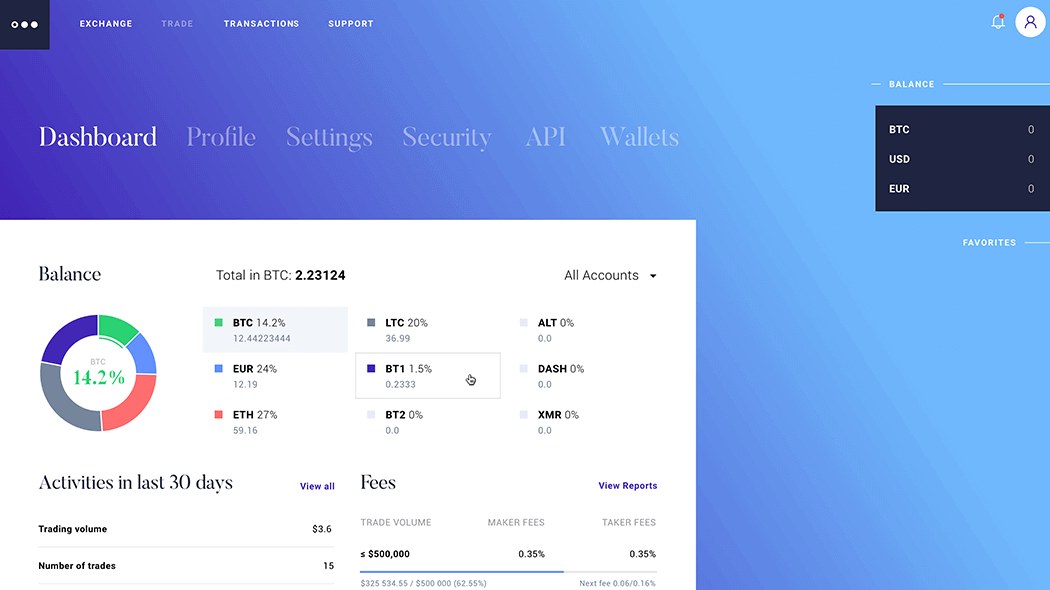 EXCHANGE TRADE TRANSACTIONS SUPPORT
BALANCE
BTC 0
USD 0
EUR 0
FAVORITES
Dashboard Profile Settings Security API Wallets
Balance Total in BTC: 2.23124 All Accounts
BTC
14.2%
BTC 14.2%
12.44223444
LTC 20%
36.99
ALT 0%
0.0
EUR 24%
12.19
BT1 1.5%
0.2333
DASH 0%
0.0
ETH 27%
59.16
BT2 0%
0.0
XMR 0%
0.0
Activities in last 30 days View all
Trading volume $3.6
Number of trades 15
Fees View Reports
TRADE VOLUME MAKER FEES TAKER FEES
≤ $500,000 0.35% 0.35%
$325 534.55 / $500 000 (62.55%) Next fee 0.06/0.16%